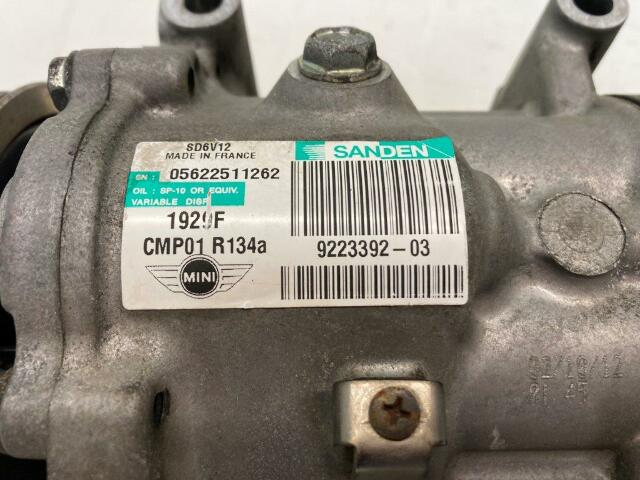 SD6V12
MADE IN FRANCE
SANDEN
SN : 05622511262
OIL : SP-10 OR EQUIV.
VARIABLE DISP
1929F
CMP01 R134a
9223392-03
MINI